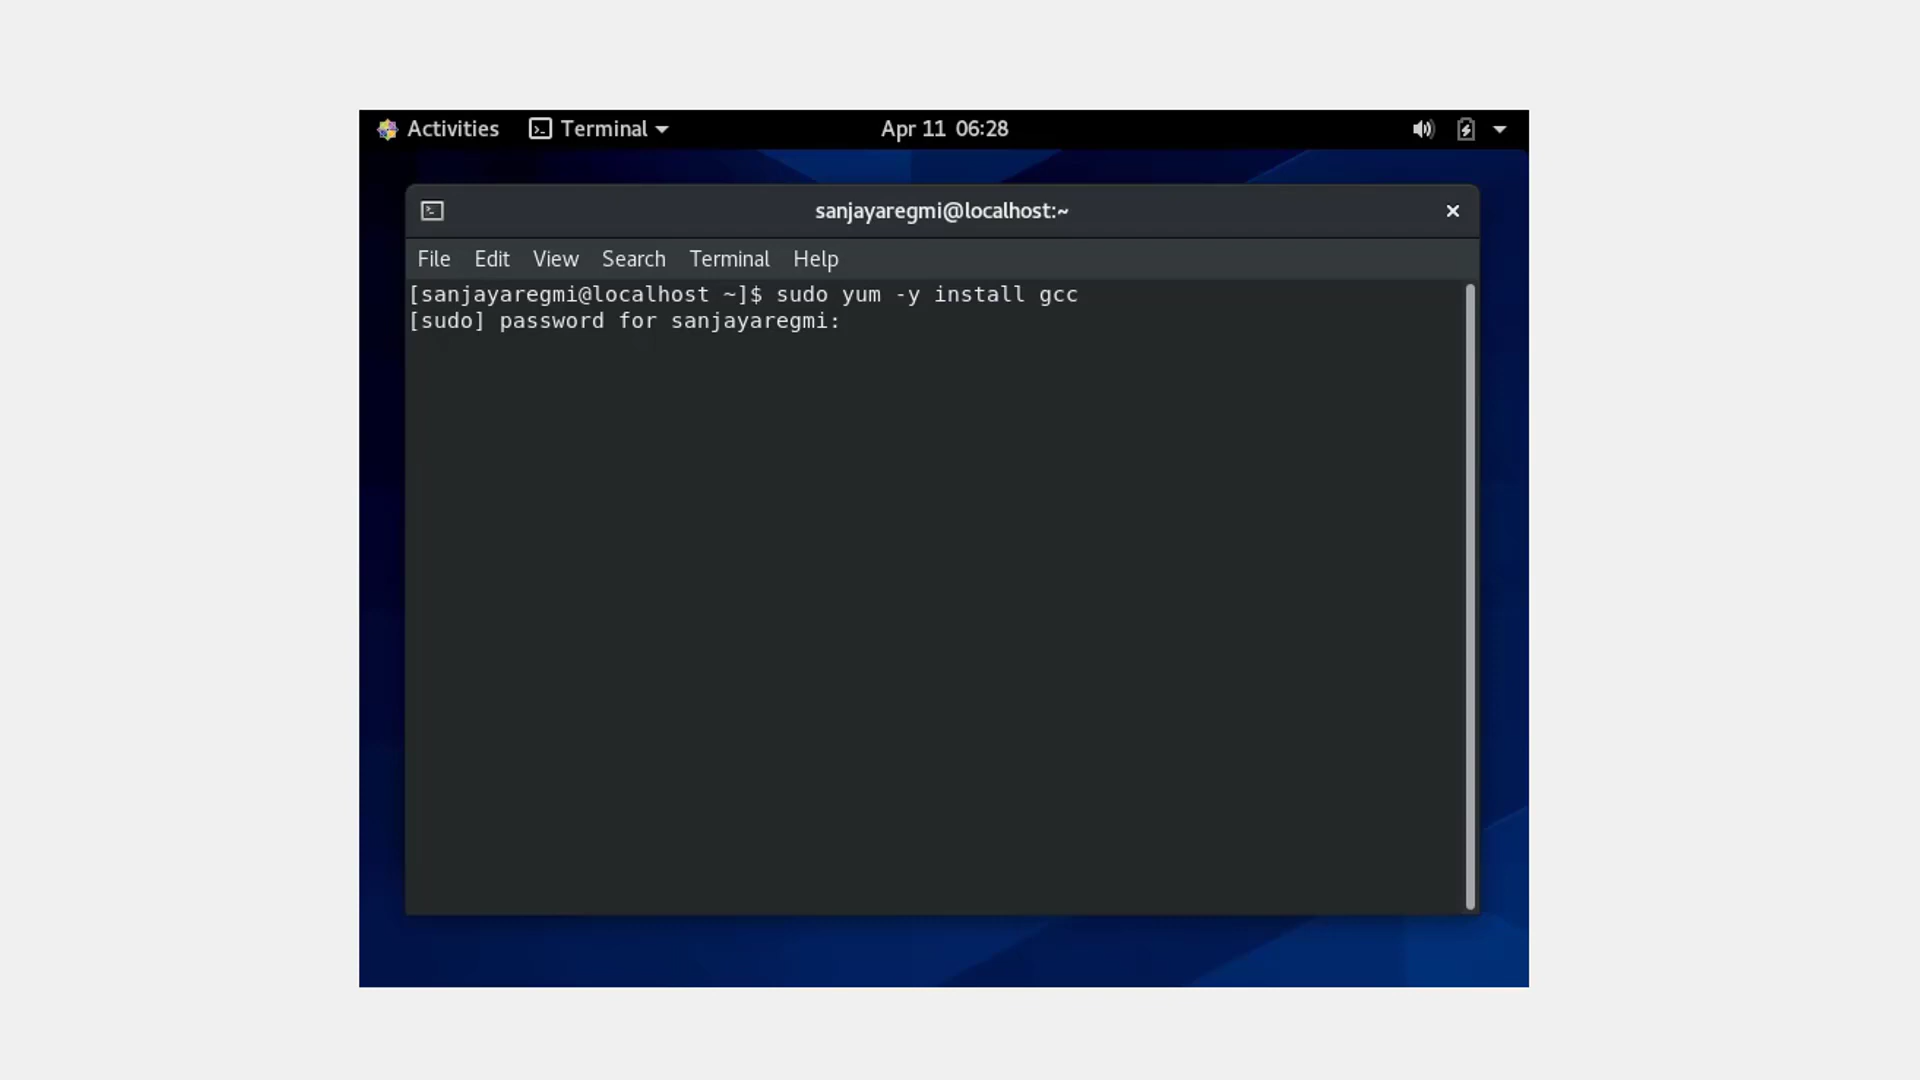 Activities Terminal Apr 11 06:28
sanjayaregmi@localhost:~
File Edit View Search Terminal Help
[sanjayaregmi@localhost ~]$ sudo yum -y install gcc
[sudo] password for sanjayaregmi: